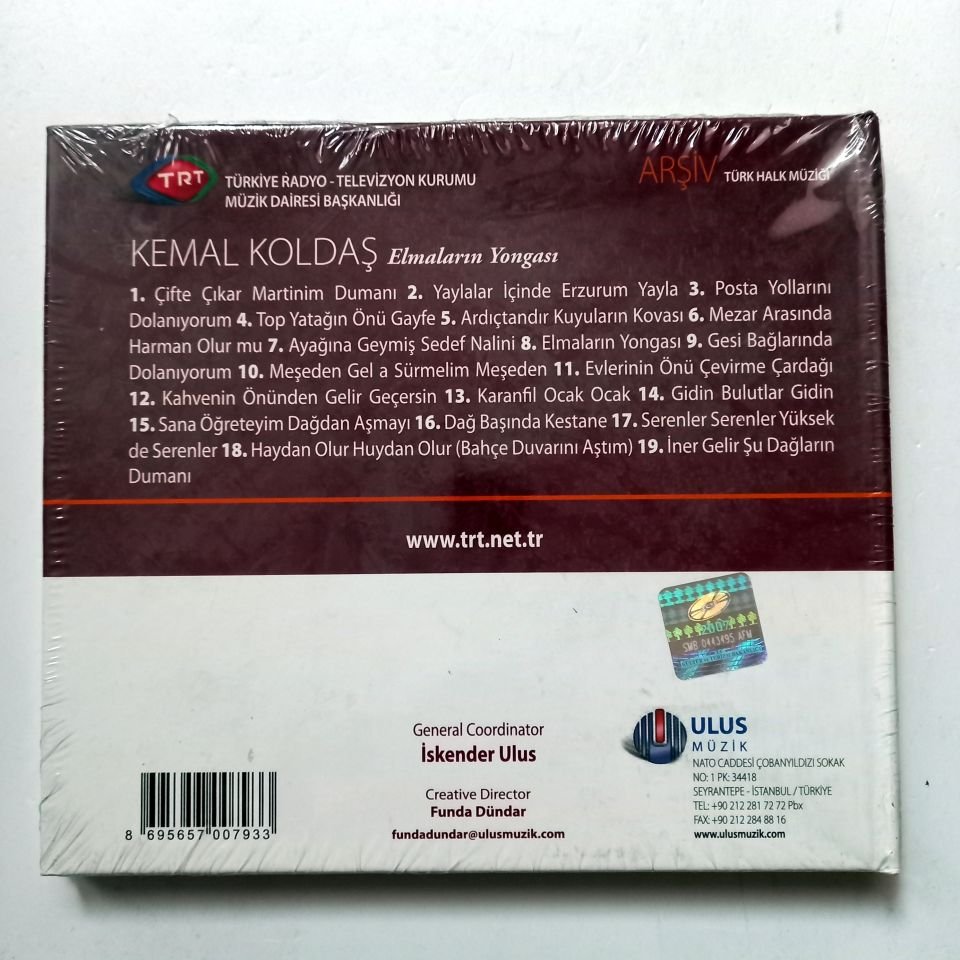 TRT
TÜRKİYE RADYO - TELEVİZYON KURUMU
MÜZİK DAİRESİ BAŞKANLIĞI
ARŞİV TÜRK HALK MÜZİĞİ
KEMAL KOLDAŞ Elmaların Yongası
1. Çifte Çıkar Martinim Dumanı 2. Yaylalar İçinde Erzurum Yayla 3. Posta Yollarını
Dolanıyorum 4. Top Yatağın Önü Gayfe 5. Ardıçtandır Kuyuların Kovası 6. Mezar Arasında
Harman Olur mu 7. Ayağına Geymiş Sedef Nalini 8. Elmaların Yongası 9. Gesi Bağlarında
Dolanıyorum 10. Meşeden Gel a Sürmelim Meşeden 11. Evlerinin Önü Çevirme Çardağı
12. Kahvenin Önünden Gelir Geçersin 13. Karanfil Ocak Ocak 14. Gidin Bulutlar Gidin
15. Sana Öğreteyim Dağdan Aşmayı 16. Dağ Başında Kestane 17. Serenler Serenler Yüksek
de Serenler 18. Haydan Olur Huydan Olur (Bahçe Duvarını Aştım) 19. İner Gelir Şu Dağların
Dumanı
www.trt.net.tr
2007
SMB 0443495 AFM
General Coordinator
İskender Ulus
Creative Director
Funda Dündar
fundadundar@ulusmuzik.com
ULUS
MÜZİK
NATO CADDESİ ÇOBANYILDIZI SOKAK
NO: 1 PK: 34418
SEYRANTEPE - İSTANBUL / TÜRKİYE
TEL: +90 212 281 72 72 Pbx
FAX: +90 212 284 88 16
www.ulusmuzik.com
8 695657 007933